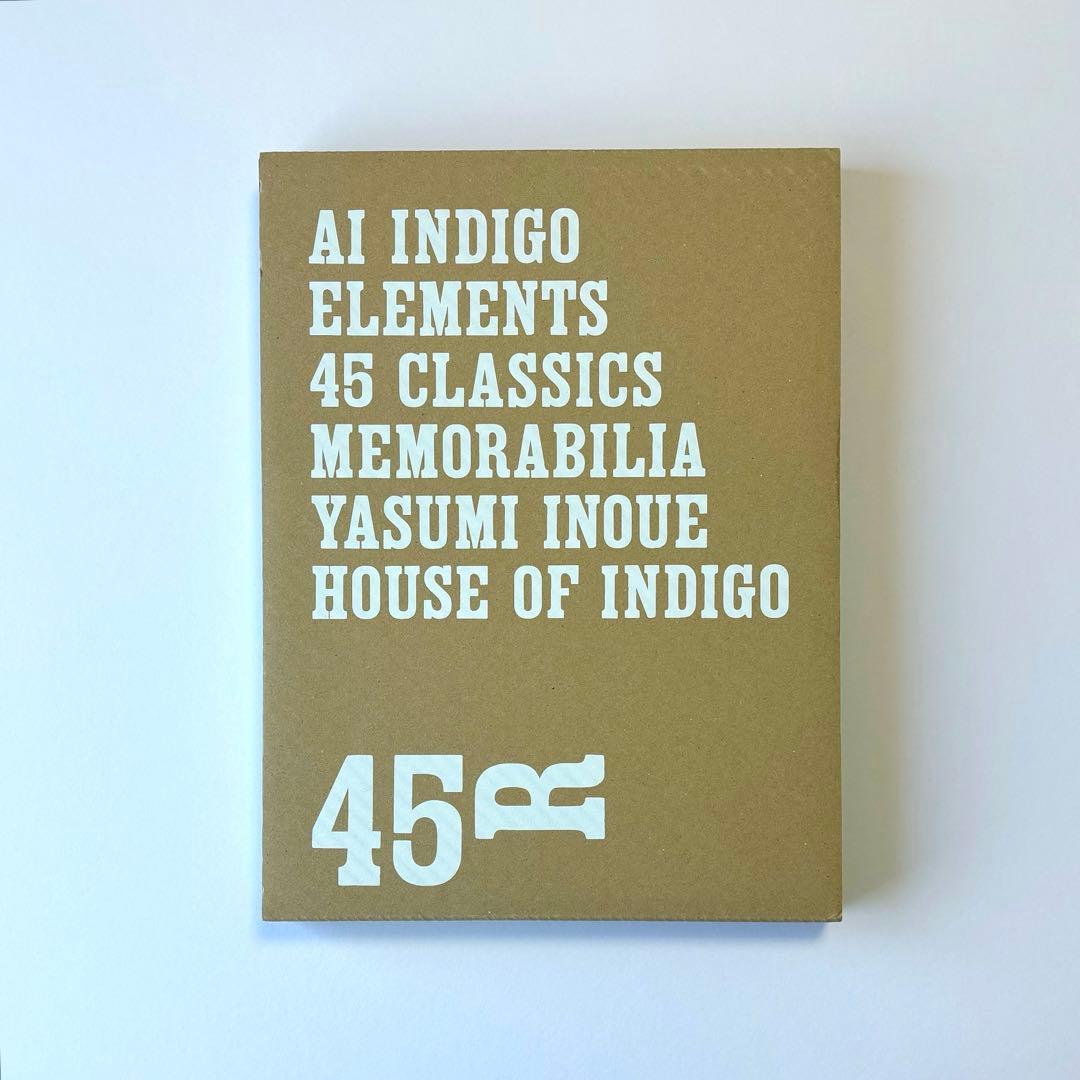 AI INDIGO
ELEMENTS
45 CLASSICS
MEMORABILIA
YASUMI INOUE
HOUSE OF INDIGO
45R